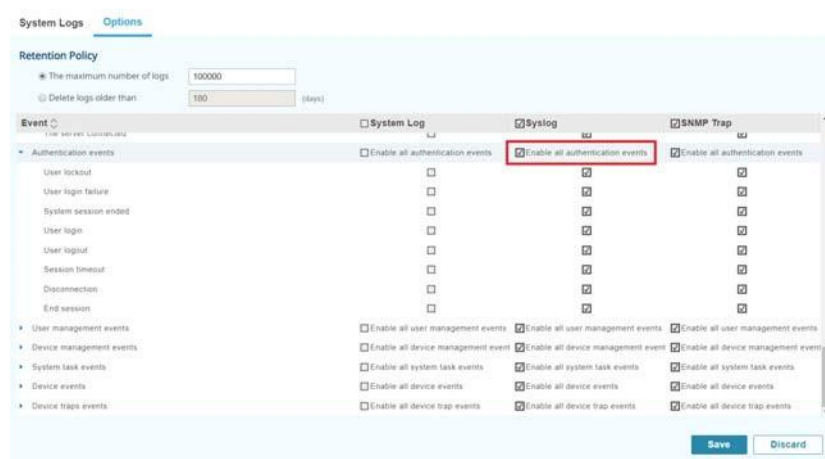 System Logs Options
Retention Policy
The maximum number of logs 100000
Delete logs older than 180 (days)
Event System Log Syslog SNMP Trap
The server connected
Authentication events Enable all authentication events Enable all authentication events Enable all authentication events
User lockout
User login failure
System session ended
User login
User logout
Session timeout
Disconnection
End session
User management events Enable all user management events Enable all user management events Enable all user management events
Device management events Enable all device management event Enable all device management event Enable all device management event
System task events Enable all system task events Enable all system task events Enable all system task events
Device events Enable all device events Enable all device events Enable all device events
Device traps events Enable all device trap events Enable all device trap events Enable all device trap events
Save Discard